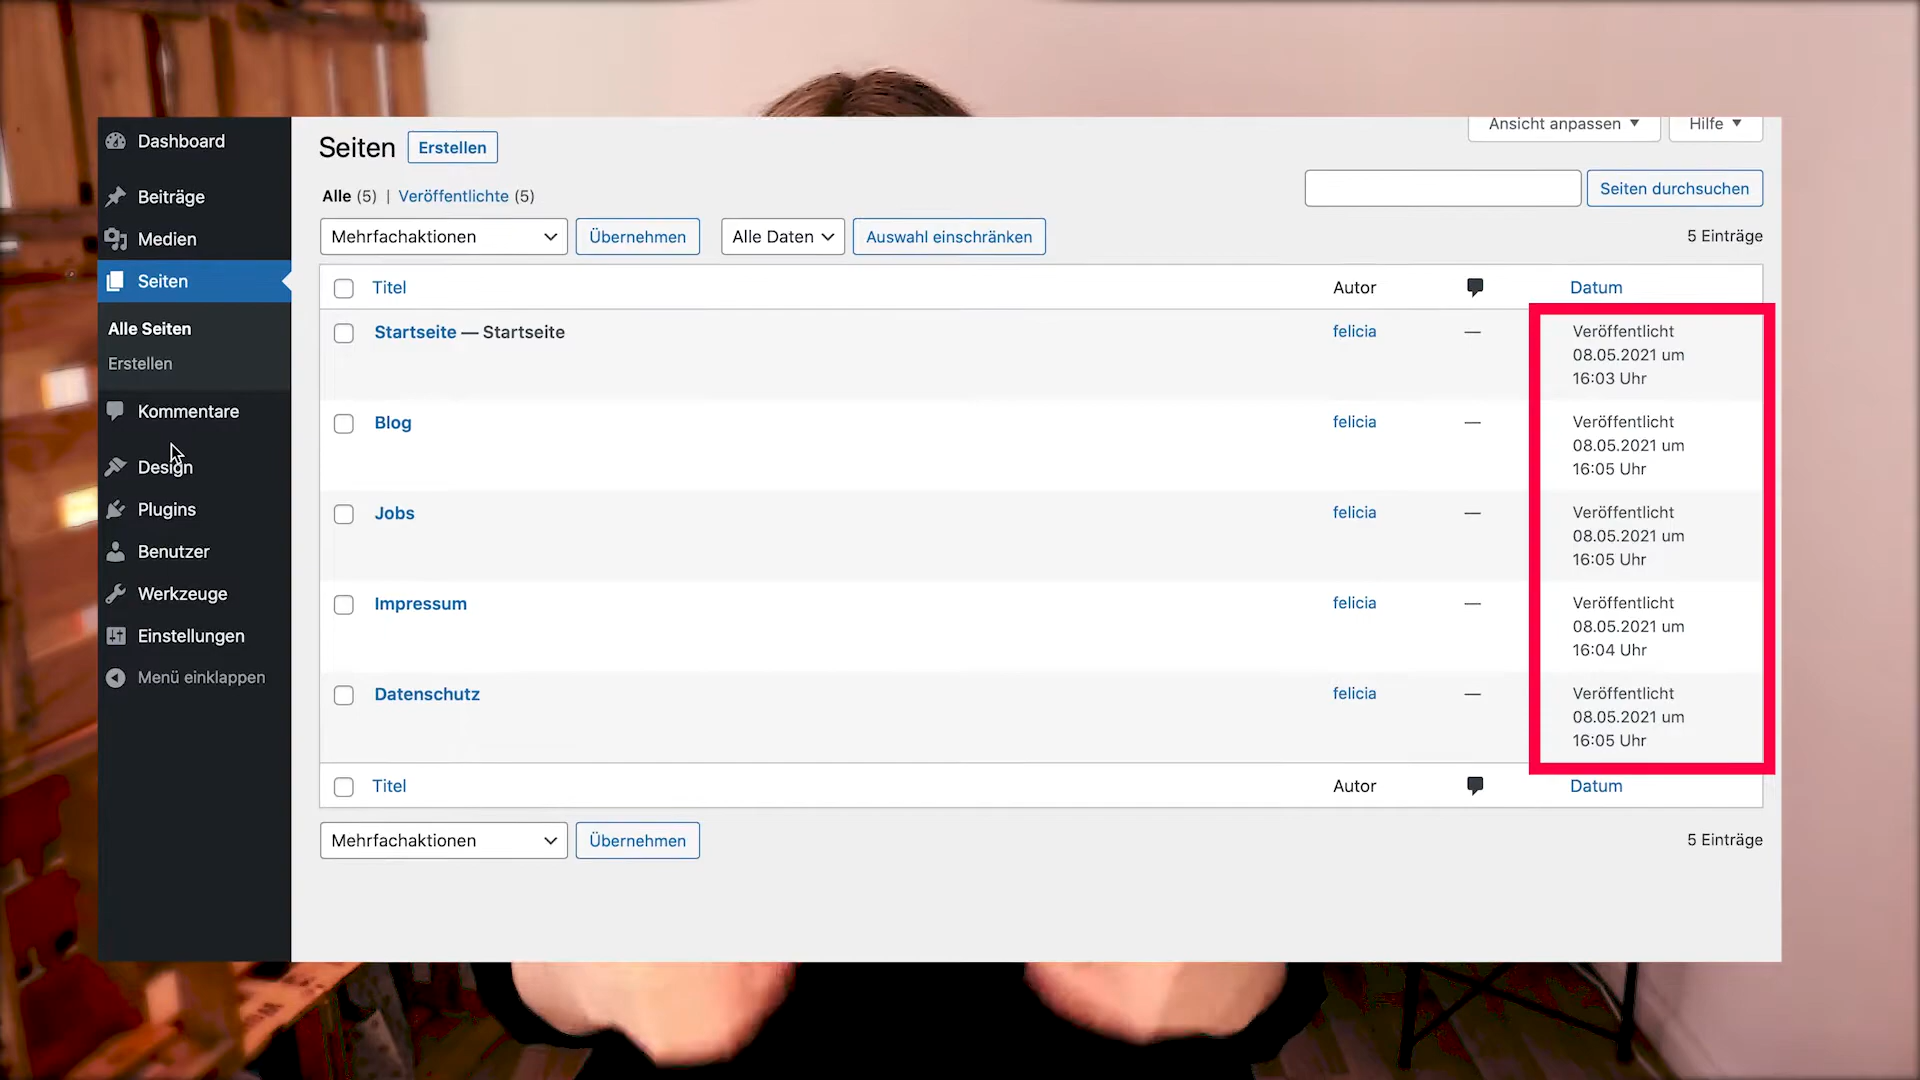 Dashboard
Beiträge
Medien
Seiten
Alle Seiten
Erstellen
Kommentare
Design
Plugins
Benutzer
Werkzeuge
Einstellungen
Menü einklappen
Ansicht anpassen ▼ Hilfe ▼
Seiten Erstellen
Alle (5) | Veröffentlichte (5)
Seiten durchsuchen
Mehrfachaktionen Übernehmen Alle Daten Auswahl einschränken 5 Einträge
Titel Autor Datum
Startseite — Startseite felicia — Veröffentlicht
08.05.2021 um
16:03 Uhr
Blog felicia — Veröffentlicht
08.05.2021 um
16:05 Uhr
Jobs felicia — Veröffentlicht
08.05.2021 um
16:05 Uhr
Impressum felicia — Veröffentlicht
08.05.2021 um
16:04 Uhr
Datenschutz felicia — Veröffentlicht
08.05.2021 um
16:05 Uhr
Titel Autor Datum
Mehrfachaktionen Übernehmen 5 Einträge